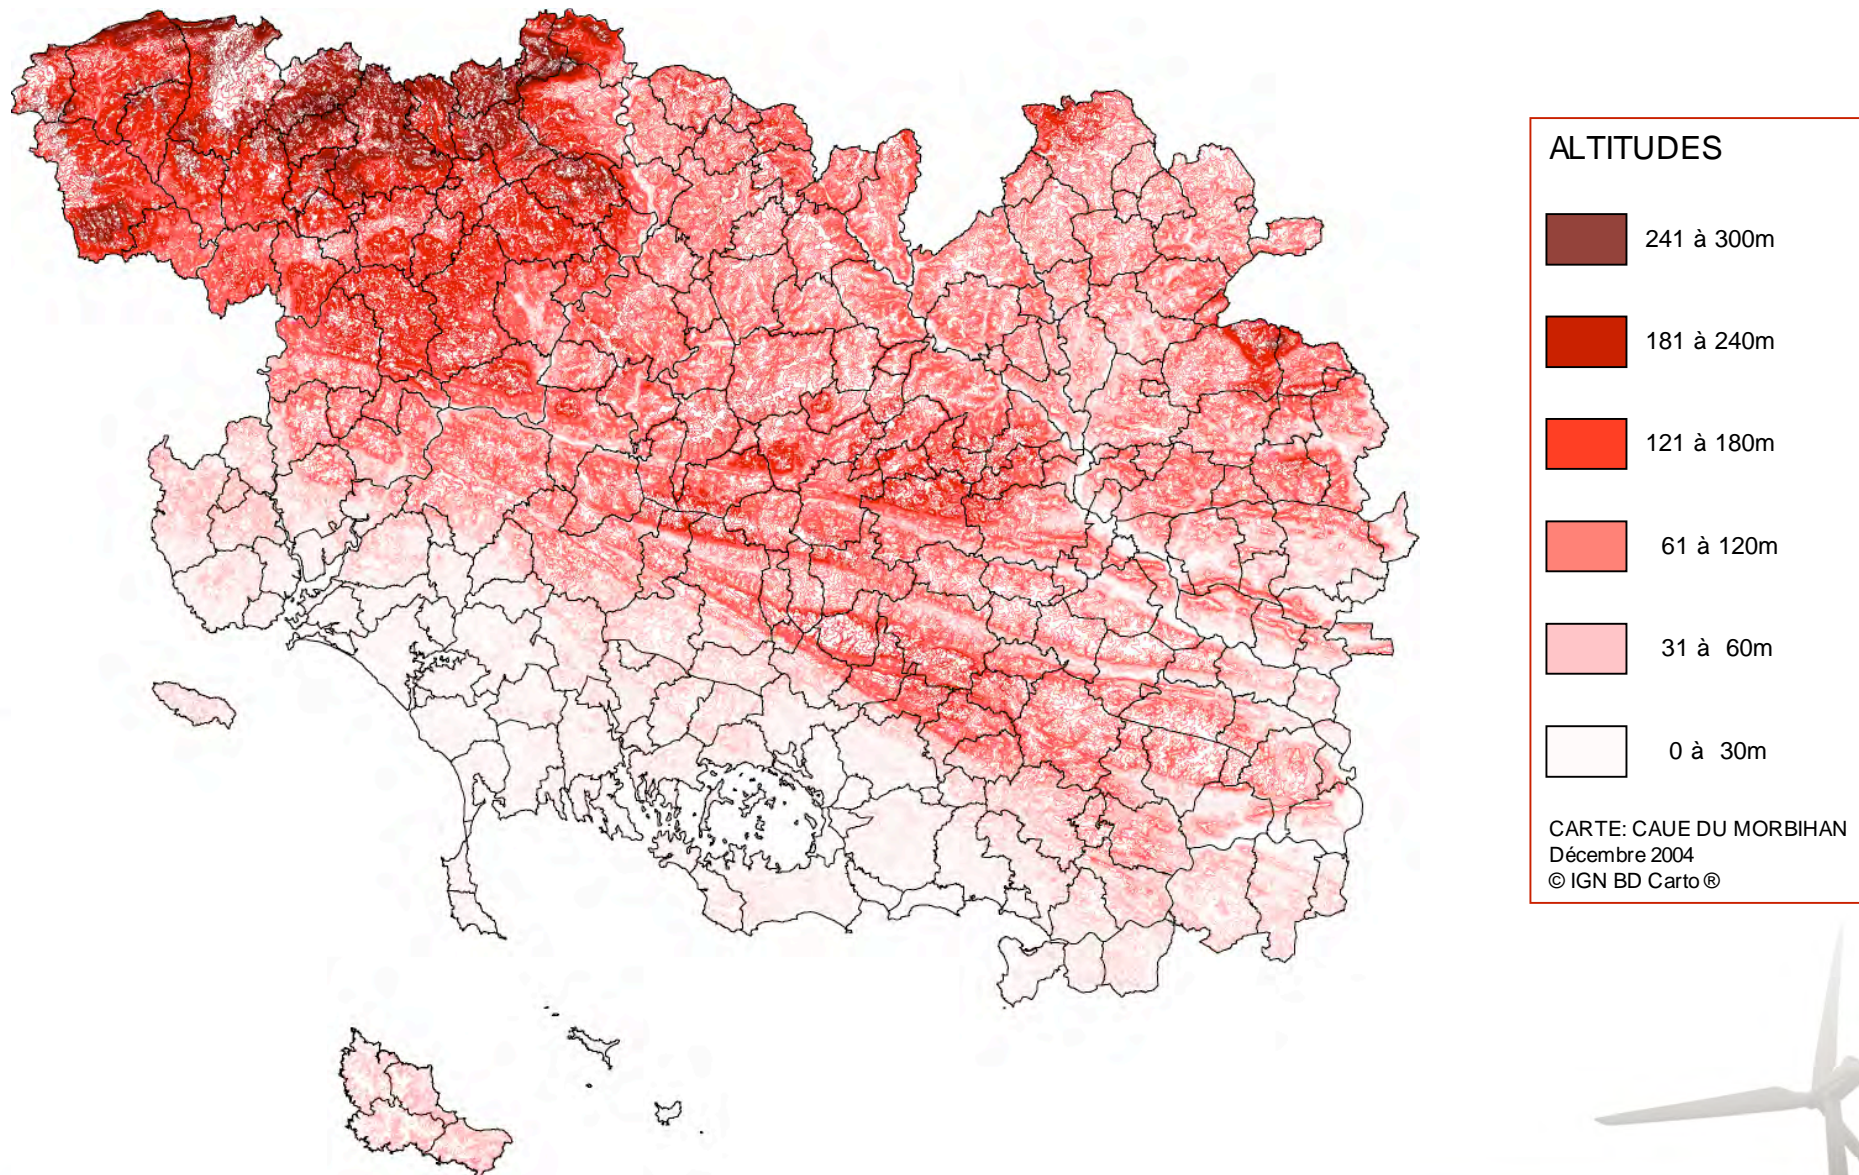 ALTITUDES
241 à 300m
181 à 240m
121 à 180m
61 à 120m
31 à 60m
0 à 30m
CARTE: CAUE DU MORBIHAN
Décembre 2004
© IGN BD Carto ®